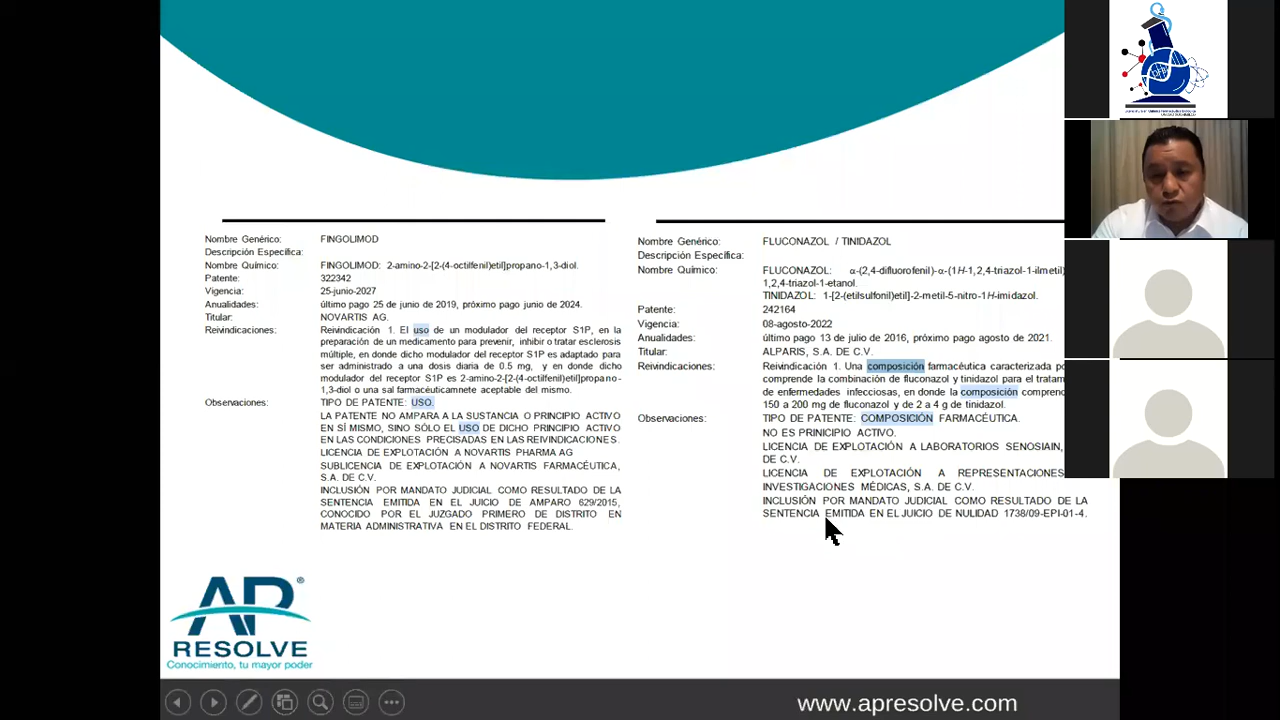 Nombre Genérico: FINGOLIMOD
Descripción Específica:
Nombre Químico: FINGOLIMOD: 2-amino-2-[2-(4-octilfenil)etil]propano-1,3-diol.
Patente: 322342
Vigencia: 25-junio-2027
Anualidades: último pago 25 de junio de 2019, próximo pago junio de 2024.
Titular: NOVARTIS AG.
Reivindicaciones: Reivindicación 1. El uso de un modulador del receptor S1P, en la
preparación de un medicamento para prevenir, inhibir o tratar esclerosis
múltiple, en donde dicho modulador del receptor S1P es adaptado para
ser administrado a una dosis diaria de 0.5 mg, y en donde dicho
modulador del receptor S1P es 2-amino-2-[2-(4-octilfenil)etil]propano-
1,3-diol o una sal farmacéuticamnete aceptable del mismo.
Observaciones: TIPO DE PATENTE: USO.
LA PATENTE NO AMPARA A LA SUSTANCIA O PRINCIPIO ACTIVO
EN SÍ MISMO, SINO SÓLO EL USO DE DICHO PRINCIPIO ACTIVO
EN LAS CONDICIONES PRECISADAS EN LAS REIVINDICACIONES.
LICENCIA DE EXPLOTACIÓN A NOVARTIS PHARMA AG
SUBLICENCIA DE EXPLOTACIÓN A NOVARTIS FARMACÉUTICA,
S.A. DE C.V.
INCLUSIÓN POR MANDATO JUDICIAL COMO RESULTADO DE LA
SENTENCIA EMITIDA EN EL JUICIO DE AMPARO 629/2015,
CONOCIDO POR EL JUZGADO PRIMERO DE DISTRITO EN
MATERIA ADMINISTRATIVA EN EL DISTRITO FEDERAL.
Nombre Genérico: FLUCONAZOL / TINIDAZOL
Descripción Específica:
Nombre Químico: FLUCONAZOL: α-(2,4-difluorofenil)-α-(1H-1,2,4-triazol-1-ilmetil)
1,2,4-triazol-1-etanol.
TINIDAZOL: 1-[2-(etilsulfonil)etil]-2-metil-5-nitro-1H-imidazol.
Patente: 242164
Vigencia: 08-agosto-2022
Anualidades: último pago 13 de julio de 2016, próximo pago agosto de 2021.
Titular: ALPARIS, S.A. DE C.V.
Reivindicaciones: Reivindicación 1. Una composición farmacéutica caracterizada po
comprende la combinación de fluconazol y tinidazol para el tratam
de enfermedades infecciosas, en donde la composición comprend
150 a 200 mg de fluconazol y de 2 a 4 g de tinidazol.
Observaciones: TIPO DE PATENTE: COMPOSICIÓN FARMACÉUTICA.
NO ES PRINCIPIO ACTIVO.
LICENCIA DE EXPLOTACIÓN A LABORATORIOS SENOSIAIN,
DE C.V.
LICENCIA DE EXPLOTACIÓN A REPRESENTACIONES
INVESTIGACIONES MÉDICAS, S.A. DE C.V.
INCLUSIÓN POR MANDATO JUDICIAL COMO RESULTADO DE LA
SENTENCIA EMITIDA EN EL JUICIO DE NULIDAD 1738/09-EPI-01-4.
AP®
RESOLVE
Conocimiento, tu mayor poder
www.apresolve.com